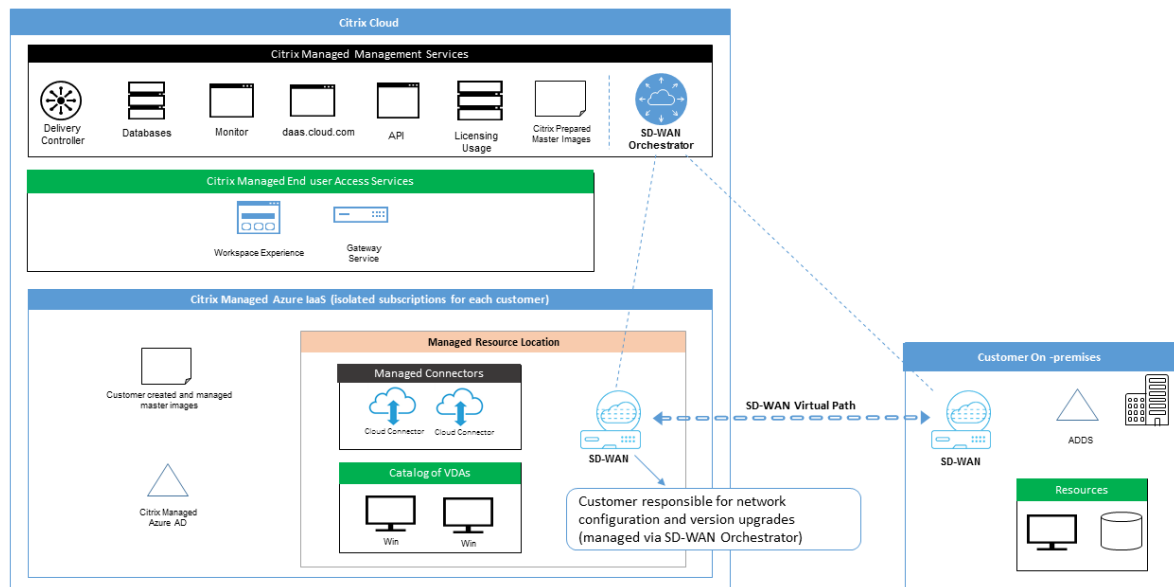 Citrix Cloud
Citrix Managed Management Services
Delivery
Controller
Databases
Monitor
daas.cloud.com
API
Licensing
Usage
Citrix Prepared
Master Images
SD-WAN
Orchestrator
Citrix Managed End user Access Services
Workspace Experience
Gateway
Service
Citrix Managed Azure IaaS (isolated subscriptions for each customer)
Customer created and managed
master images
Citrix Managed
Azure AD
Managed Resource Location
Managed Connectors
Cloud Connector
Cloud Connector
Catalog of VDAs
Win
Win
SD-WAN
Customer responsible for network
configuration and version upgrades
(managed via SD-WAN Orchestrator)
SD-WAN Virtual Path
Customer On -premises
SD-WAN
ADDS
Resources